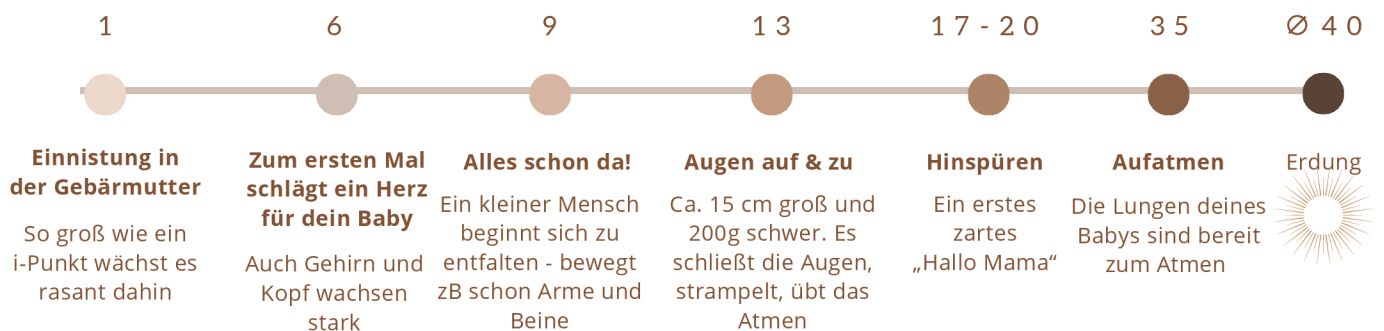 1
Einnistung in
der Gebärmutter
So groß wie ein
i-Punkt wächst es
rasant dahin
6
Zum ersten Mal
schlägt ein Herz
für dein Baby
Auch Gehirn und
Kopf wachsen
stark
9
Alles schon da!
Ein kleiner Mensch
beginnt sich zu
entfalten - bewegt
zB schon Arme und
Beine
13
Augen auf & zu
Ca. 15 cm groß und
200g schwer. Es
schließt die Augen,
strampelt, übt das
Atmen
17-20
Hinspüren
Ein erstes
zartes
„Hallo Mama“
35
Aufatmen
Die Lungen deines
Babys sind bereit
zum Atmen
Ø 40
Erdung